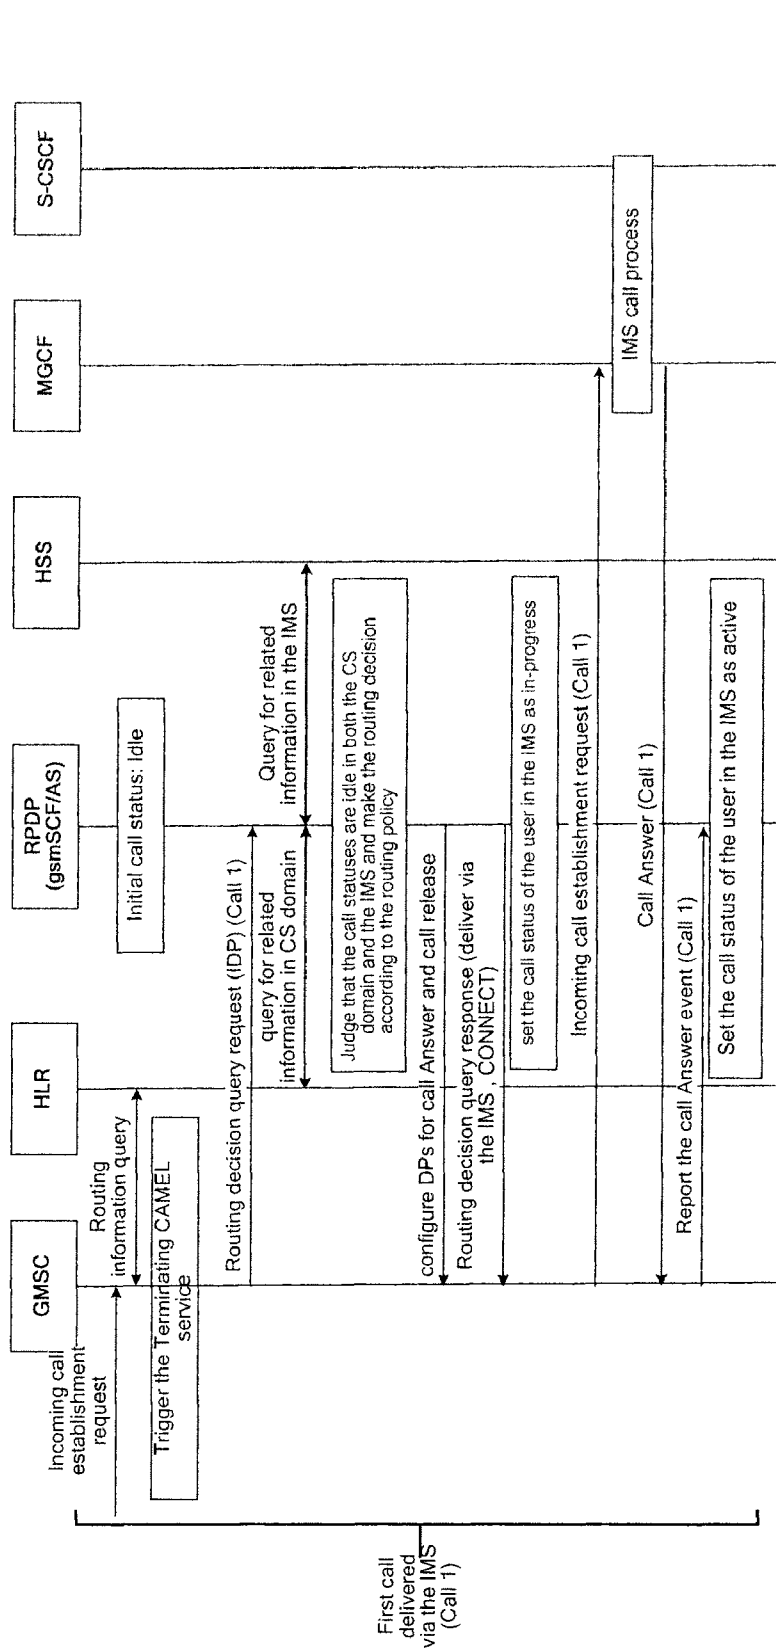 GMSC
HLR
RPDP
(gsmSCF/AS)
HSS
MGCF
S-CSCF
Incoming call
establishment
request
Initial call status: Idle
Routing
information query
Trigger the Terminating CAMEL
service
Routing decision query request (IDP) (Call 1)
query for related
information in CS domain
Query for related
information in the IMS
Judge that the call statuses are idle in both the CS
domain and the IMS and make the routing decision
according to the routing policy
configure DPs for call Answer and call release
Routing decision query response (deliver via
the IMS , CONNECT)
set the call status of the user in the IMS as in-progress
Incoming call establishment request (Call 1)
IMS call process
Call Answer (Call 1)
Report the call Answer event (Call 1)
Set the call status of the user in the IMS as active
First call
delivered
via the IMS
(Call 1)